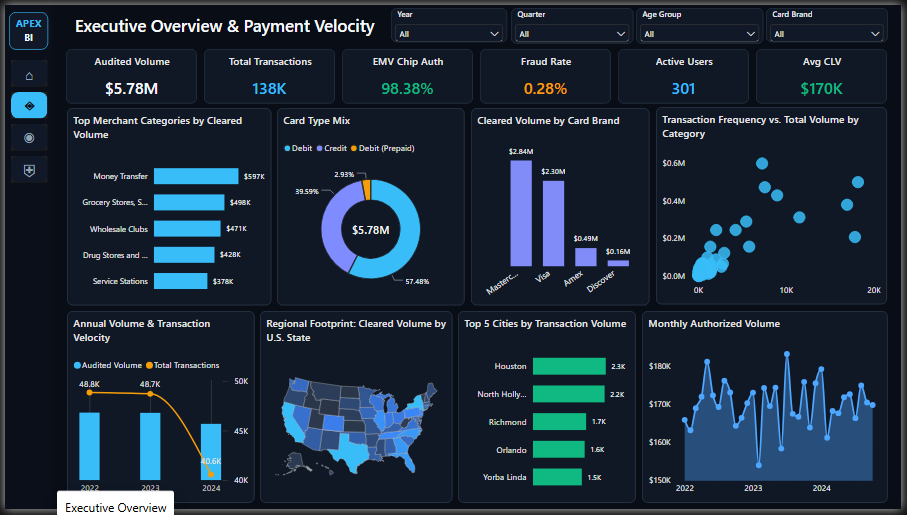 APEX
BI
Executive Overview & Payment Velocity
Year
All
Quarter
All
Age Group
All
Card Brand
All
Audited Volume
$5.78M
Total Transactions
138K
EMV Chip Auth
98.38%
Fraud Rate
0.28%
Active Users
301
Avg CLV
$170K
Top Merchant Categories by Cleared
Volume
Money Transfer
$597K
Grocery Stores, S...
$498K
Wholesale Clubs
$471K
Drug Stores and ...
$428K
Service Stations
$378K
Card Type Mix
Debit
Credit
Debit (Prepaid)
2.93%
39.59%
$5.78M
57.48%
Cleared Volume by Card Brand
$2.84M
$2.30M
$0.49M
$0.16M
Masterc...
Visa
Amex
Discover
Transaction Frequency vs. Total Volume by
Category
$0.6M
$0.4M
$0.2M
$0.0M
0K
10K
20K
Annual Volume & Transaction
Velocity
Audited Volume
Total Transactions
48.8K
48.7K
40.6K
50K
45K
40K
2022
2023
2024
Executive Overview
Regional Footprint: Cleared Volume by
U.S. State
Top 5 Cities by Transaction Volume
Houston
2.3K
North Holly...
2.2K
Richmond
1.7K
Orlando
1.6K
Yorba Linda
1.5K
Monthly Authorized Volume
$180K
$170K
$160K
$150K
2022
2023
2024